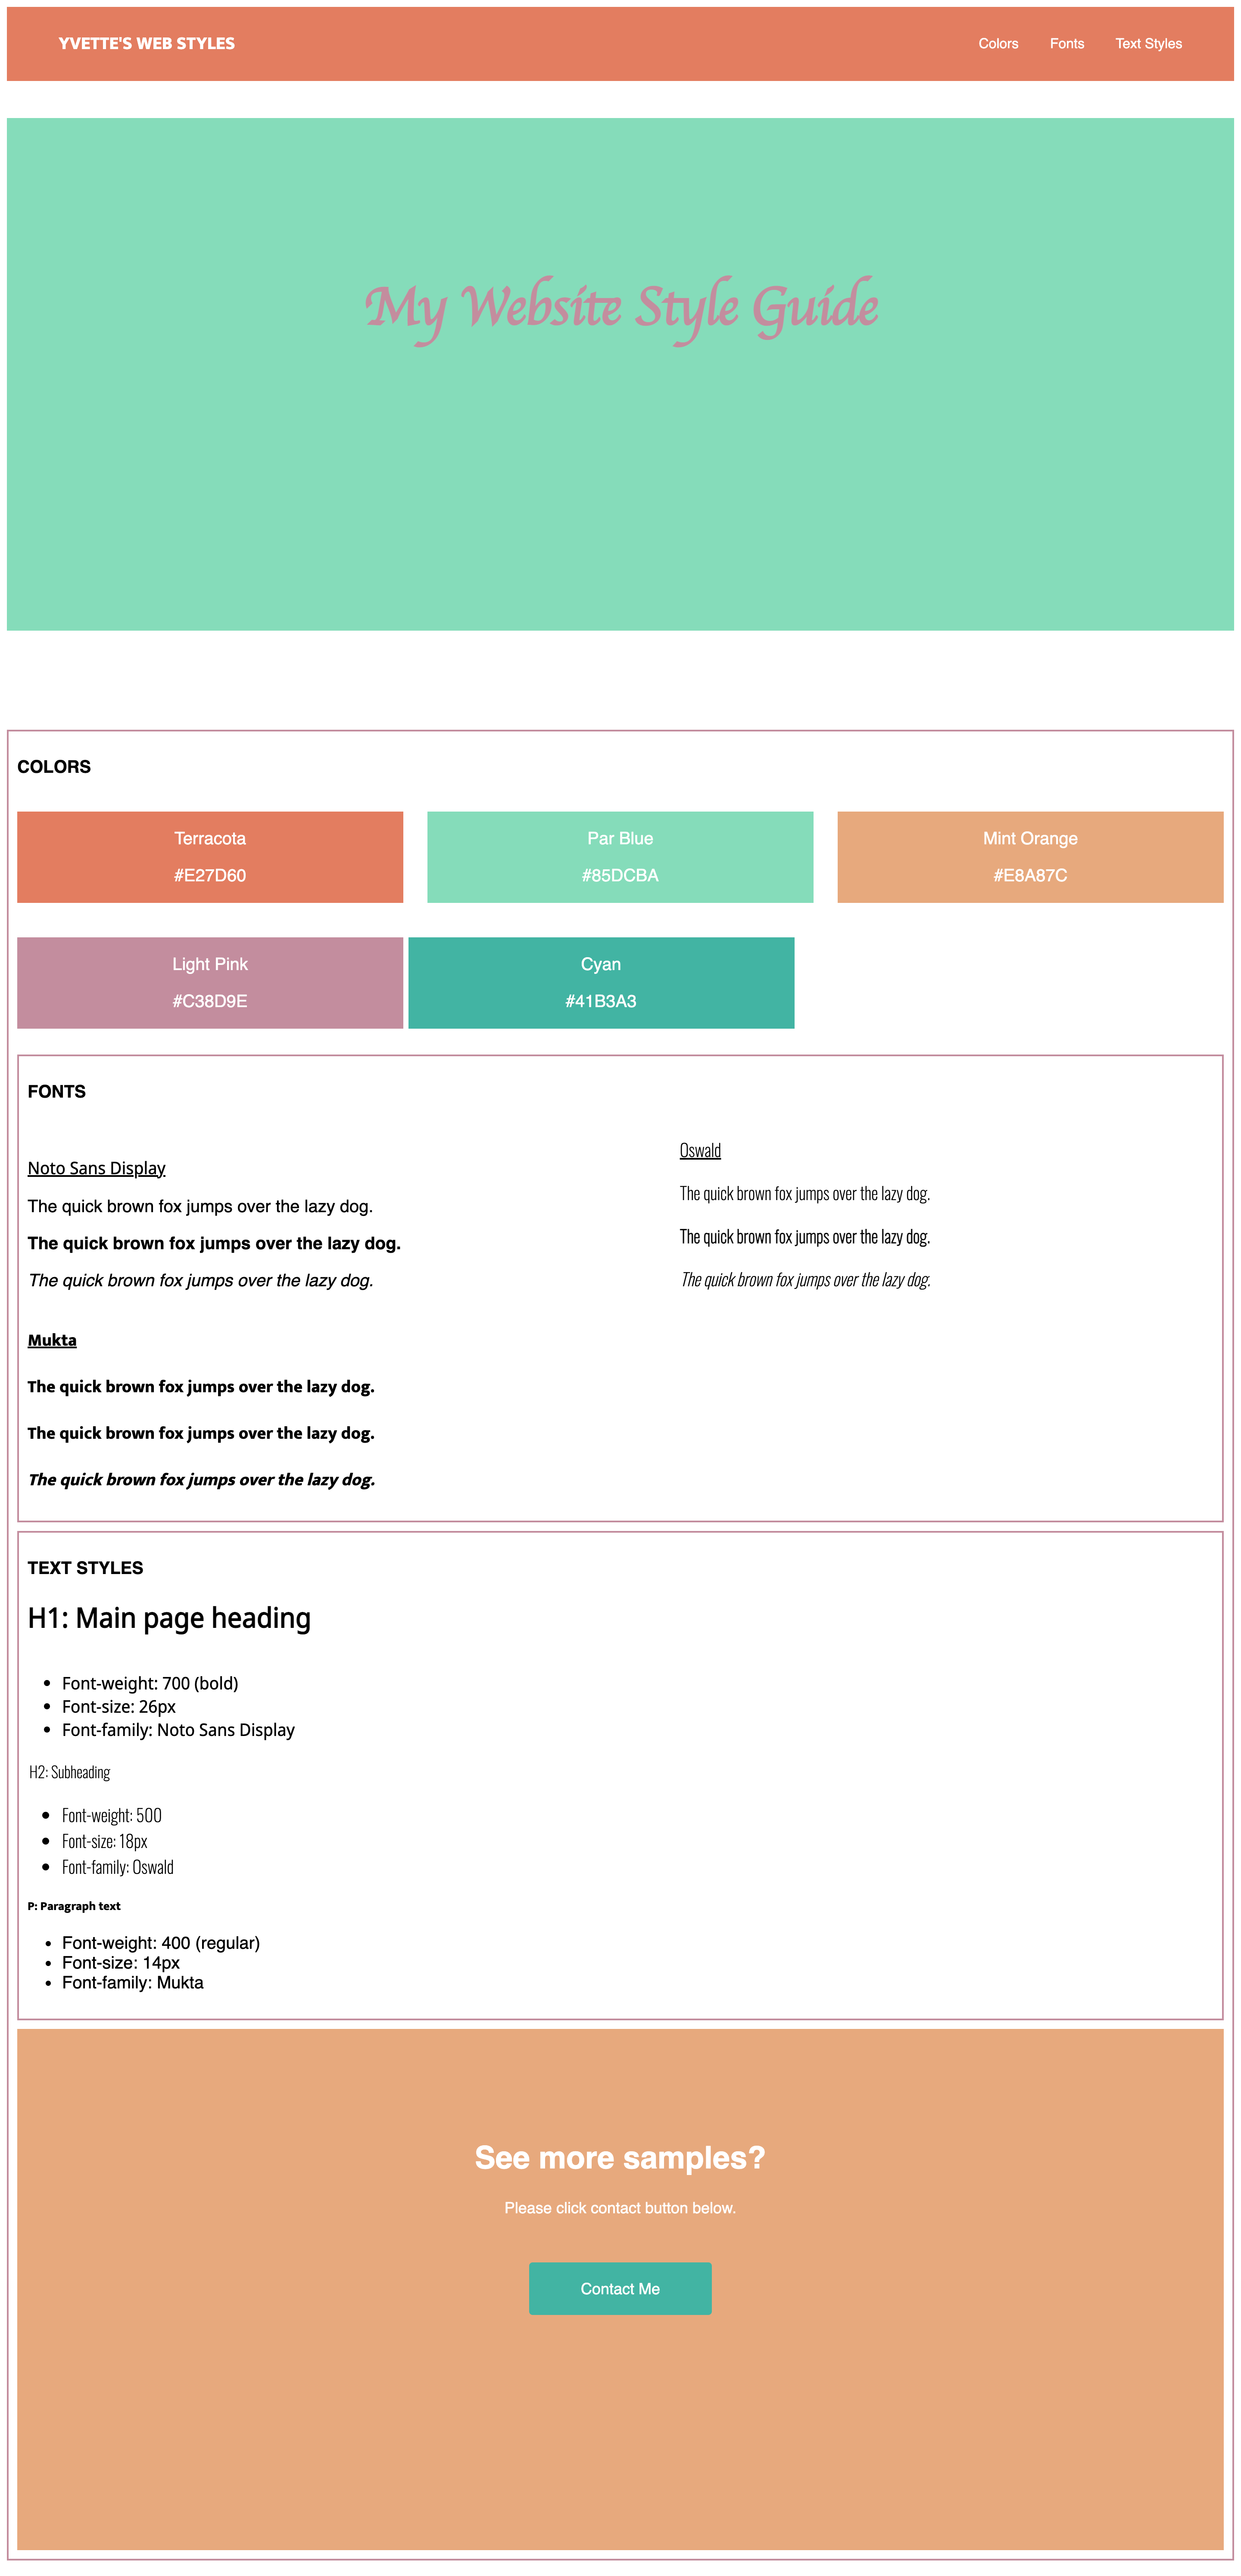 YVETTE'S WEB STYLES
Colors Fonts Text Styles
My Website Style Guide
COLORS
Terracota
#E27D60
Par Blue
#85DCBA
Mint Orange
#E8A87C
Light Pink
#C38D9E
Cyan
#41B3A3
FONTS
Noto Sans Display
The quick brown fox jumps over the lazy dog.
The quick brown fox jumps over the lazy dog.
The quick brown fox jumps over the lazy dog.
Oswald
The quick brown fox jumps over the lazy dog.
The quick brown fox jumps over the lazy dog.
The quick brown fox jumps over the lazy dog.
Mukta
The quick brown fox jumps over the lazy dog.
The quick brown fox jumps over the lazy dog.
The quick brown fox jumps over the lazy dog.
TEXT STYLES
H1: Main page heading
• Font-weight: 700 (bold)
• Font-size: 26px
• Font-family: Noto Sans Display
H2: Subheading
• Font-weight: 500
• Font-size: 18px
• Font-family: Oswald
P: Paragraph text
• Font-weight: 400 (regular)
• Font-size: 14px
• Font-family: Mukta
See more samples?
Please click contact button below.
Contact Me